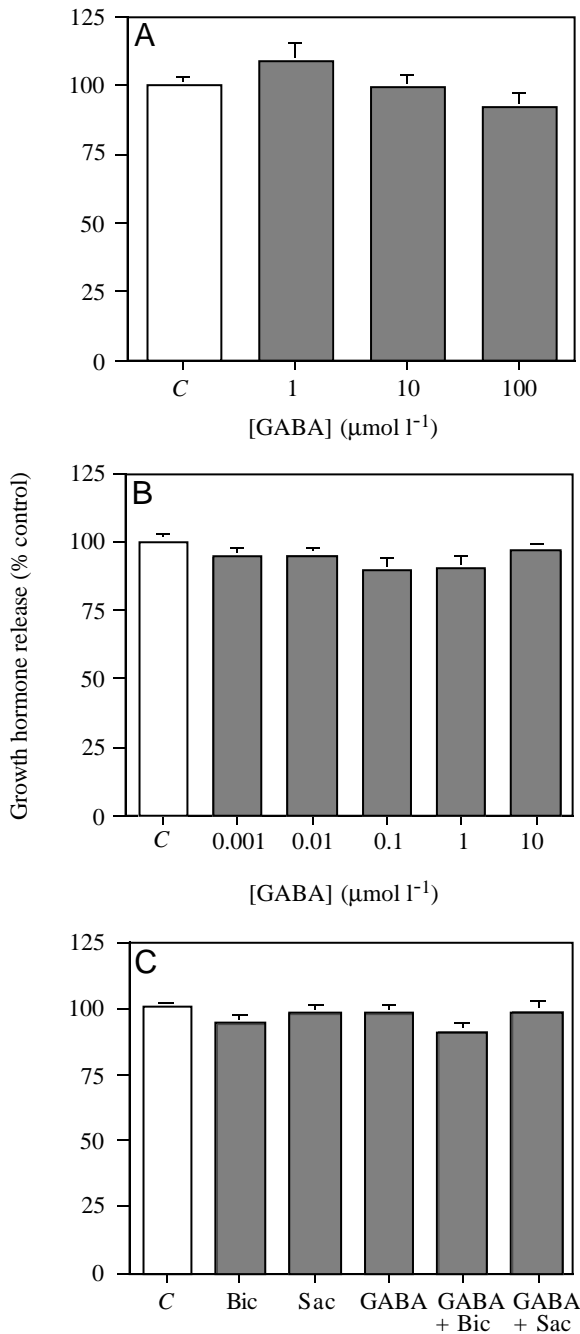 Growth hormone release (% control)
A
125
100
75
50
25
0
C 1 10 100
[GABA] (μmol l⁻¹)
B
125
100
75
50
25
0
C 0.001 0.01 0.1 1 10
[GABA] (μmol l⁻¹)
C
125
100
75
50
25
0
C Bic Sac GABA GABA GABA
+ Bic + Sac